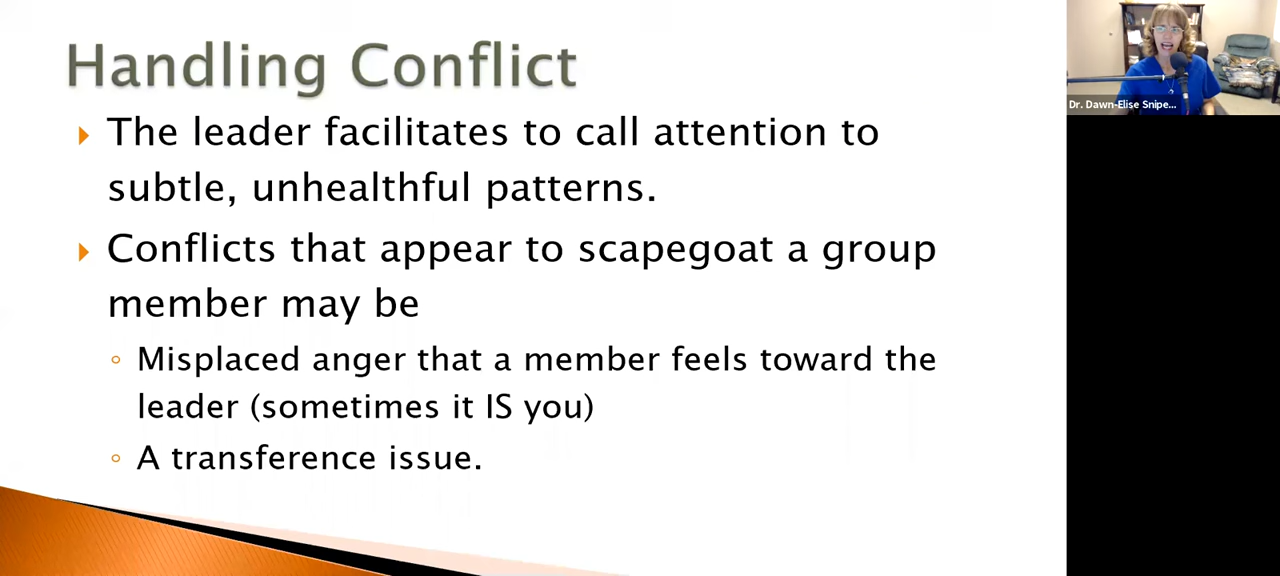 Handling Conflict
The leader facilitates to call attention to
subtle, unhealthful patterns.
Conflicts that appear to scapegoat a group
member may be
Misplaced anger that a member feels toward the
leader (sometimes it IS you)
A transference issue.
Dr. Dawn-Elise Snipe...